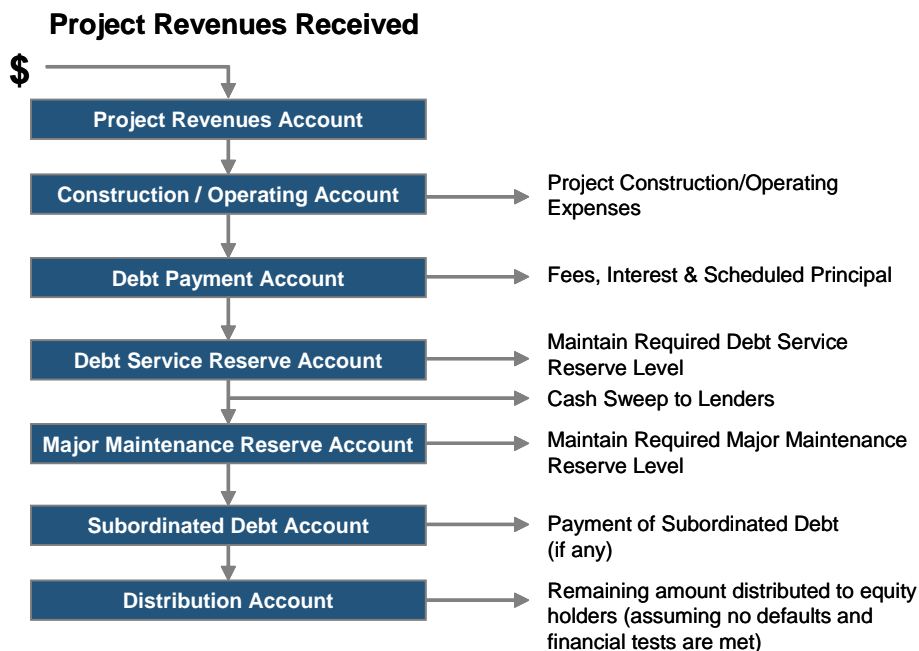 Project Revenues Received
$
Project Revenues Account
Construction / Operating Account
Project Construction/Operating
Expenses
Debt Payment Account
Fees, Interest & Scheduled Principal
Debt Service Reserve Account
Maintain Required Debt Service
Reserve Level
Cash Sweep to Lenders
Major Maintenance Reserve Account
Maintain Required Major Maintenance
Reserve Level
Subordinated Debt Account
Payment of Subordinated Debt
(if any)
Distribution Account
Remaining amount distributed to equity
holders (assuming no defaults and
financial tests are met)